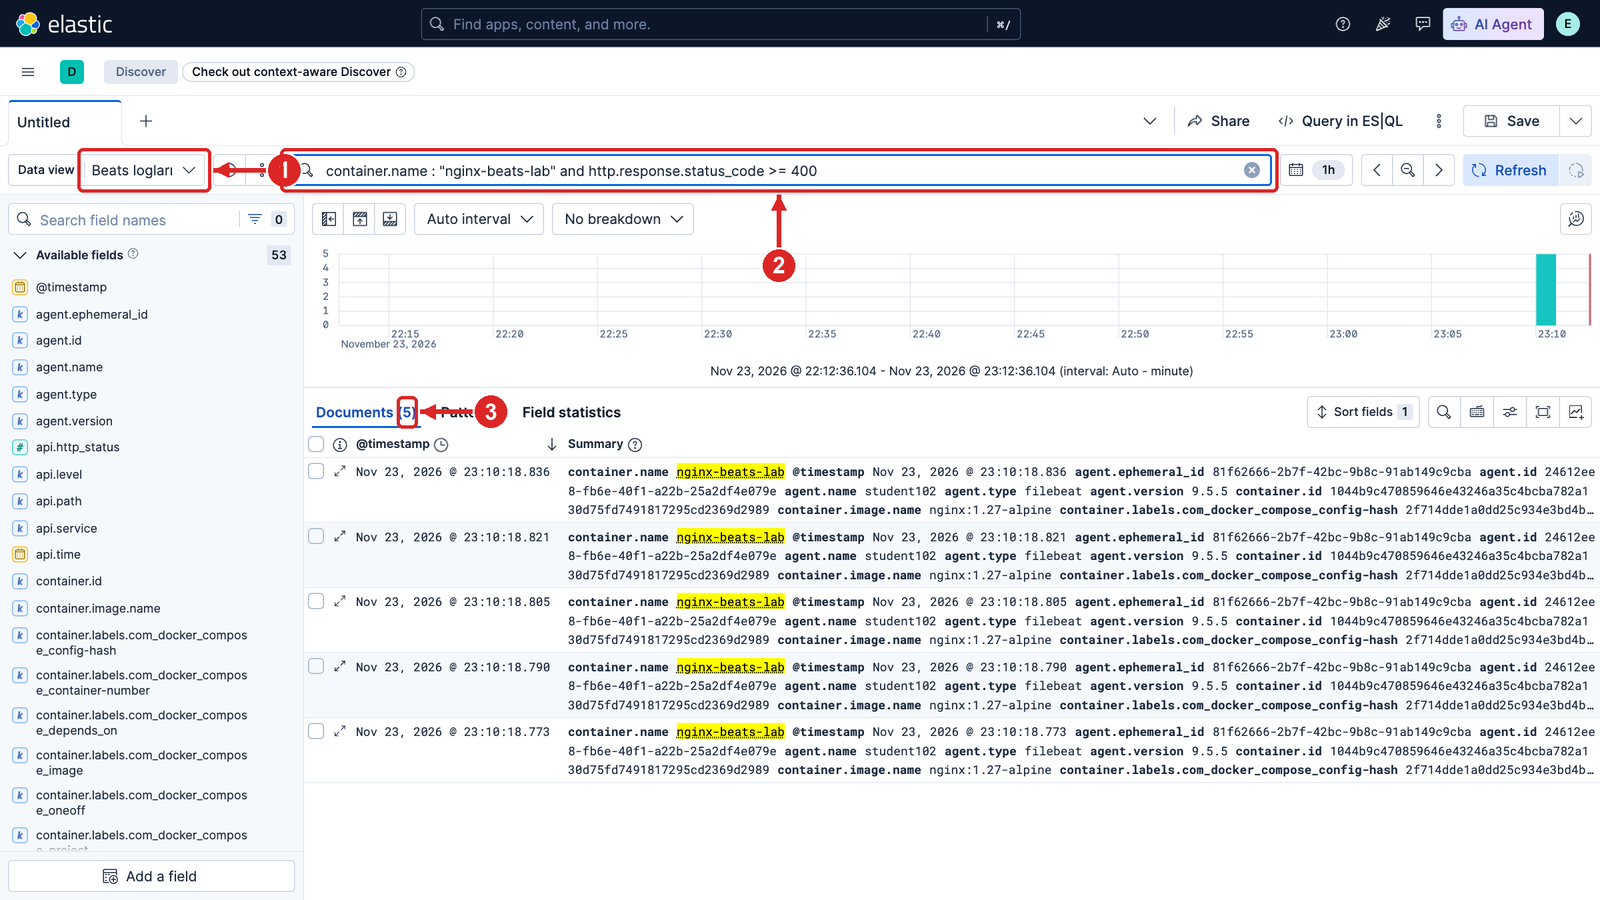 elastic
Find apps, content, and more.
⌘/
AI Agent
E
D
Discover
Check out context-aware Discover
Untitled
Share
Query in ES|QL
Save
Data view
Beats logları
1
container.name : "nginx-beats-lab" and http.response.status_code >= 400
1h
Refresh
Search field names
0
Auto interval
No breakdown
2
Available fields
53
@timestamp
agent.ephemeral_id
agent.id
agent.name
agent.type
agent.version
api.http_status
api.level
api.path
api.service
api.time
container.id
container.image.name
container.labels.com_docker_compos
e_config-hash
container.labels.com_docker_compos
e_container-number
container.labels.com_docker_compos
e_depends_on
container.labels.com_docker_compos
e_image
container.labels.com_docker_compos
e_oneoff
container.labels.com_docker_compos
e_project
Add a field
5
4
3
2
1
0
22:15 22:20 22:25 22:30 22:35 22:40 22:45 22:50 22:55 23:00 23:05 23:10
November 23, 2026
Nov 23, 2026 @ 22:12:36.104 - Nov 23, 2026 @ 23:12:36.104 (interval: Auto - minute)
Documents (5)
3
Field statistics
Sort fields 1
@timestamp
Summary
Nov 23, 2026 @ 23:10:18.836 container.name nginx-beats-lab @timestamp Nov 23, 2026 @ 23:10:18.836 agent.ephemeral_id 81f62666-2b7f-42bc-9b8c-91ab149c9cba agent.id 24612ee
8-fb6e-40f1-a22b-25a2df4e079e agent.name student102 agent.type filebeat agent.version 9.5.5 container.id 1044b9c470859646e43246a35c4bcba782a1
30d75fd7491817295cd2369d2989 container.image.name nginx:1.27-alpine container.labels.com_docker_compose_config-hash 2f714dde1a0dd25c934e3bd4b…
Nov 23, 2026 @ 23:10:18.821 container.name nginx-beats-lab @timestamp Nov 23, 2026 @ 23:10:18.821 agent.ephemeral_id 81f62666-2b7f-42bc-9b8c-91ab149c9cba agent.id 24612ee
8-fb6e-40f1-a22b-25a2df4e079e agent.name student102 agent.type filebeat agent.version 9.5.5 container.id 1044b9c470859646e43246a35c4bcba782a1
30d75fd7491817295cd2369d2989 container.image.name nginx:1.27-alpine container.labels.com_docker_compose_config-hash 2f714dde1a0dd25c934e3bd4b…
Nov 23, 2026 @ 23:10:18.805 container.name nginx-beats-lab @timestamp Nov 23, 2026 @ 23:10:18.805 agent.ephemeral_id 81f62666-2b7f-42bc-9b8c-91ab149c9cba agent.id 24612ee
8-fb6e-40f1-a22b-25a2df4e079e agent.name student102 agent.type filebeat agent.version 9.5.5 container.id 1044b9c470859646e43246a35c4bcba782a1
30d75fd7491817295cd2369d2989 container.image.name nginx:1.27-alpine container.labels.com_docker_compose_config-hash 2f714dde1a0dd25c934e3bd4b…
Nov 23, 2026 @ 23:10:18.790 container.name nginx-beats-lab @timestamp Nov 23, 2026 @ 23:10:18.790 agent.ephemeral_id 81f62666-2b7f-42bc-9b8c-91ab149c9cba agent.id 24612ee
8-fb6e-40f1-a22b-25a2df4e079e agent.name student102 agent.type filebeat agent.version 9.5.5 container.id 1044b9c470859646e43246a35c4bcba782a1
30d75fd7491817295cd2369d2989 container.image.name nginx:1.27-alpine container.labels.com_docker_compose_config-hash 2f714dde1a0dd25c934e3bd4b…
Nov 23, 2026 @ 23:10:18.773 container.name nginx-beats-lab @timestamp Nov 23, 2026 @ 23:10:18.773 agent.ephemeral_id 81f62666-2b7f-42bc-9b8c-91ab149c9cba agent.id 24612ee
8-fb6e-40f1-a22b-25a2df4e079e agent.name student102 agent.type filebeat agent.version 9.5.5 container.id 1044b9c470859646e43246a35c4bcba782a1
30d75fd7491817295cd2369d2989 container.image.name nginx:1.27-alpine container.labels.com_docker_compose_config-hash 2f714dde1a0dd25c934e3bd4b…